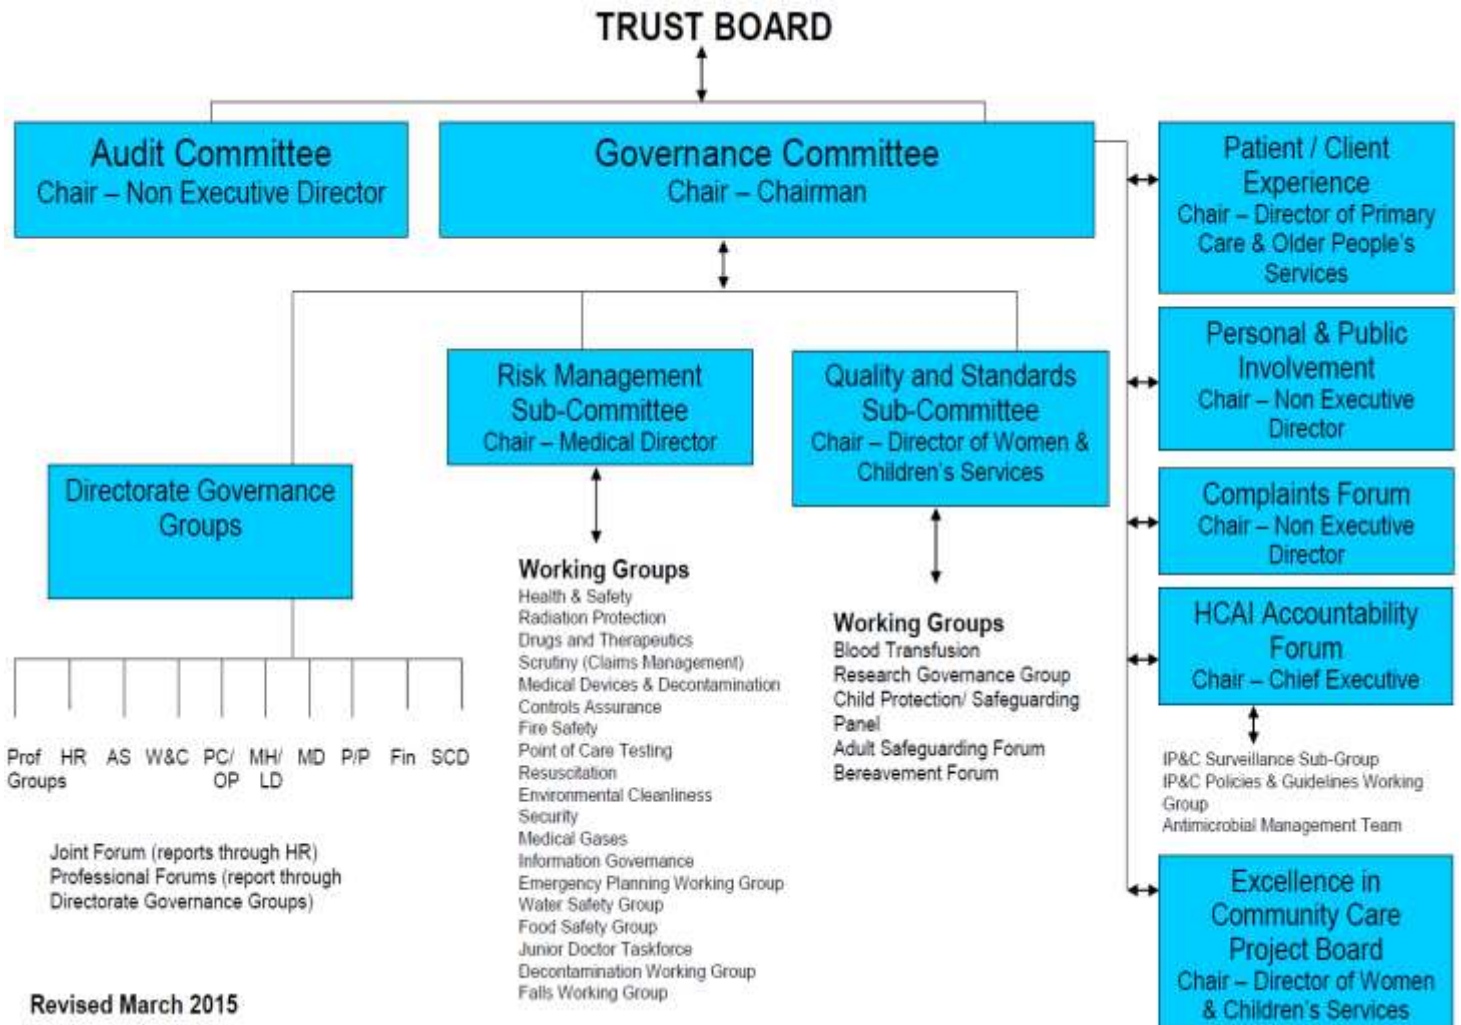 TRUST BOARD
Audit Committee
Chair – Non Executive Director
Governance Committee
Chair – Chairman
Patient / Client
Experience
Chair – Director of Primary
Care & Older People's
Services
Personal & Public
Involvement
Chair – Non Executive
Director
Complaints Forum
Chair – Non Executive
Director
HCAI Accountability
Forum
Chair – Chief Executive
IP&C Surveillance Sub-Group
IP&C Policies & Guidelines Working
Group
Antimicrobial Management Team
Excellence in
Community Care
Project Board
Chair – Director of Women
& Children's Services
Risk Management
Sub-Committee
Chair – Medical Director
Working Groups
Health & Safety
Radiation Protection
Drugs and Therapeutics
Scrutiny (Claims Management)
Medical Devices & Decontamination
Controls Assurance
Fire Safety
Point of Care Testing
Resuscitation
Environmental Cleanliness
Security
Medical Gases
Information Governance
Emergency Planning Working Group
Water Safety Group
Food Safety Group
Junior Doctor Taskforce
Decontamination Working Group
Falls Working Group
Quality and Standards
Sub-Committee
Chair – Director of Women &
Children's Services
Working Groups
Blood Transfusion
Research Governance Group
Child Protection/ Safeguarding
Panel
Adult Safeguarding Forum
Bereavement Forum
Directorate Governance
Groups
Prof HR AS W&C PC/ MH/ MD P/P Fin SCD
Groups OP LD
Joint Forum (reports through HR)
Professional Forums (report through
Directorate Governance Groups)
Revised March 2015